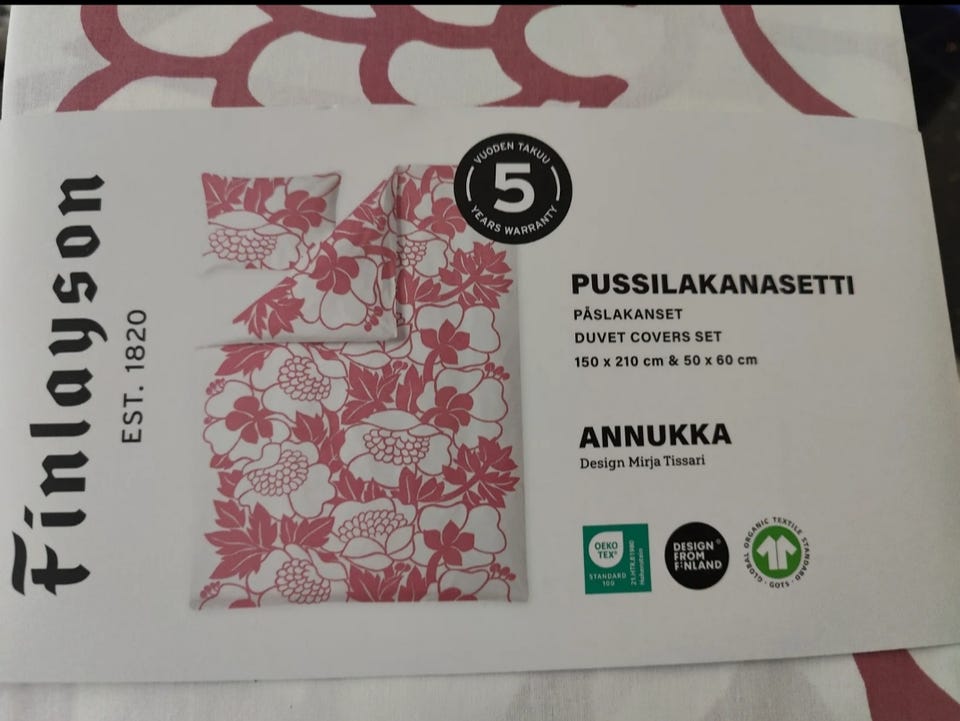 Finlayson
EST. 1820
VUODEN TAKUU
5
YEARS WARRANTY
PUSSILAKANASETTI
PÅSLAKANSET
DUVET COVERS SET
150 x 210 cm & 50 x 60 cm
ANNUKKA
Design Mirja Tissari
OEKO
TEX®
STANDARD
100
Hohenstein
DESIGN
FROM
FINLAND
GLOBAL ORGANIC TEXTILE STANDARD
· GOTS ·